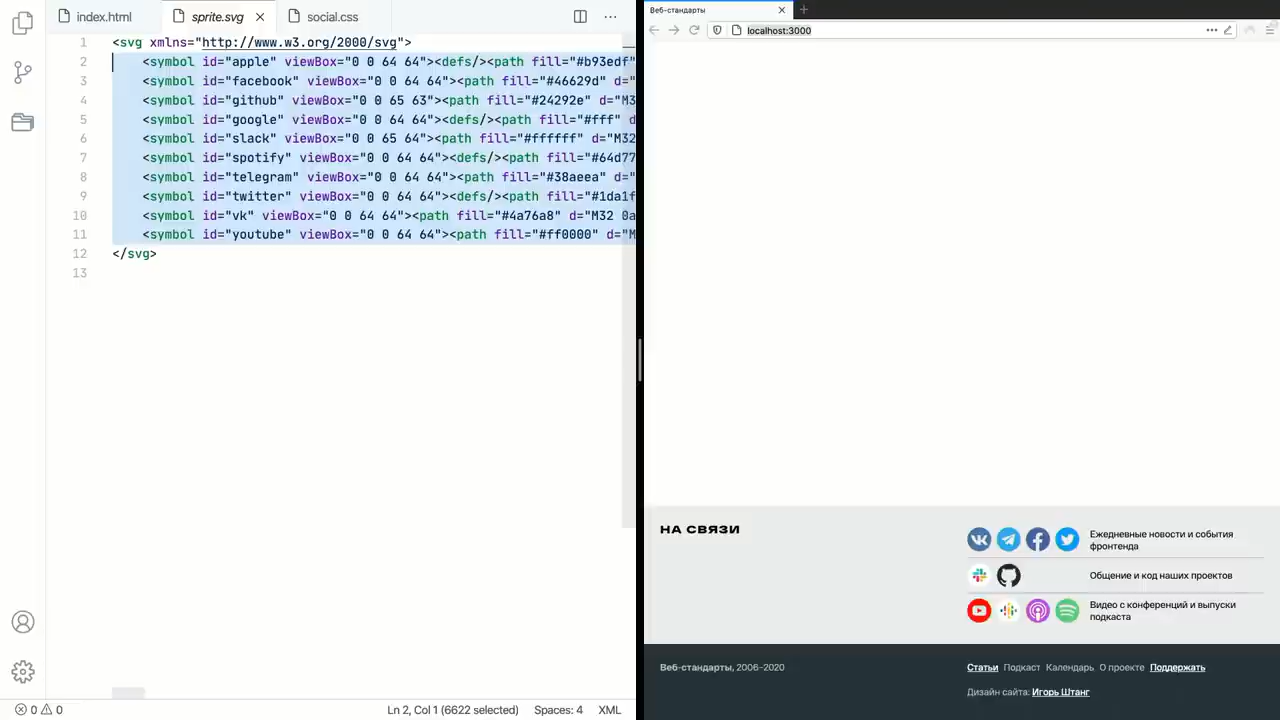 index.html
sprite.svg
social.css
1 <svg xmlns="http://www.w3.org/2000/svg">
2 <symbol id="apple" viewBox="0 0 64 64"><defs/><path fill="#b93edf"
3 <symbol id="facebook" viewBox="0 0 64 64"><path fill="#46629d" d="
4 <symbol id="github" viewBox="0 0 65 63"><path fill="#24292e" d="M3
5 <symbol id="google" viewBox="0 0 64 64"><defs/><path fill="#fff" d
6 <symbol id="slack" viewBox="0 0 65 64"><path fill="#ffffff" d="M32
7 <symbol id="spotify" viewBox="0 0 64 64"><defs/><path fill="#64d77
8 <symbol id="telegram" viewBox="0 0 64 64"><path fill="#38aeea" d="
9 <symbol id="twitter" viewBox="0 0 64 64"><defs/><path fill="#1da1f
10 <symbol id="vk" viewBox="0 0 64 64"><path fill="#4a76a8" d="M32 0a
11 <symbol id="youtube" viewBox="0 0 64 64"><path fill="#ff0000" d="M
12 </svg>
13
0 0
Ln 2, Col 1 (6622 selected)
Spaces: 4
XML
Веб-стандарты
localhost:3000
НА СВЯЗИ
Ежедневные новости и события
фронтенда
Общение и код наших проектов
Видео с конференций и выпуски
подкаста
Веб-стандарты, 2006–2020
Статьи Подкаст Календарь О проекте Поддержать
Дизайн сайта: Игорь Штанг